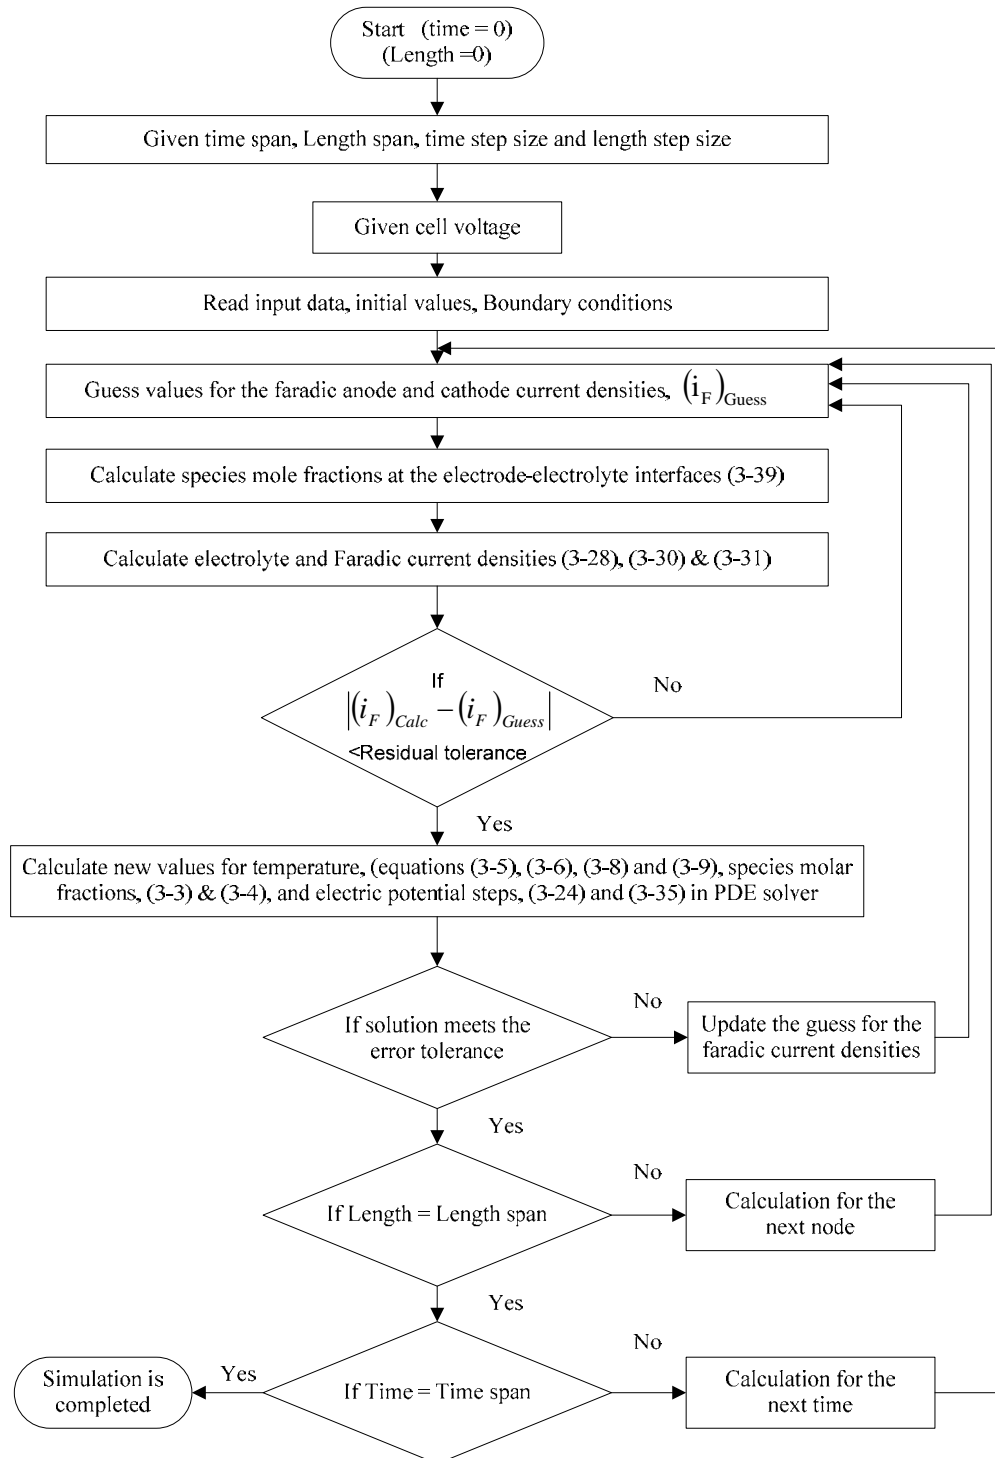 Start (time = 0)
(Length =0)
Given time span, Length span, time step size and length step size
Given cell voltage
Read input data, initial values, Boundary conditions
Guess values for the faradic anode and cathode current densities, (i_F)_Guess
Calculate species mole fractions at the electrode-electrolyte interfaces (3-39)
Calculate electrolyte and Faradic current densities (3-28), (3-30) & (3-31)
If
|(i_F)_Calc − (i_F)_Guess|
<Residual tolerance
No
Yes
Calculate new values for temperature, (equations (3-5), (3-6), (3-8) and (3-9), species molar
fractions, (3-3) & (3-4), and electric potential steps, (3-24) and (3-35) in PDE solver
If solution meets the
error tolerance
No
Update the guess for the
faradic current densities
Yes
If Length = Length span
No
Calculation for the
next node
Yes
If Time = Time span
No
Calculation for the
next time
Yes
Simulation is
completed